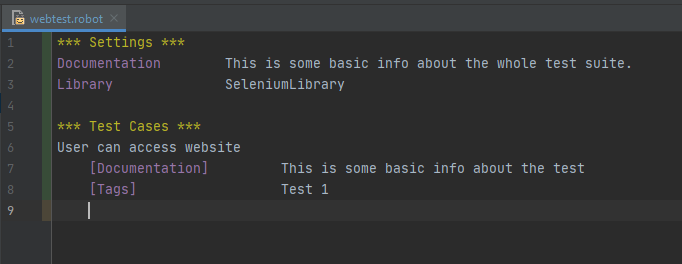 webtest.robot
1 *** Settings ***
2 Documentation This is some basic info about the whole test suite.
3 Library SeleniumLibrary
4
5 *** Test Cases ***
6 User can access website
7 [Documentation] This is some basic info about the test
8 [Tags] Test 1
9